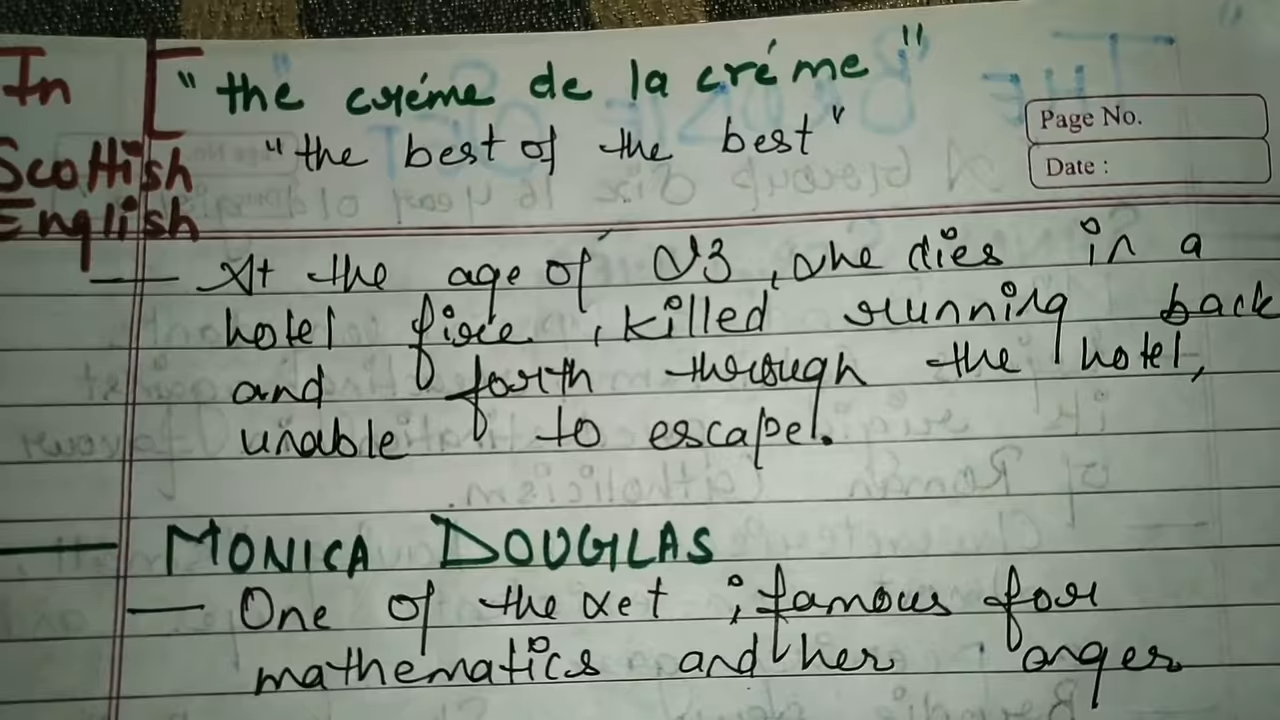 In
Scottish
English
"the créme de la créme"
"the best of the best"
Page No.
Date :
— At the age of 23, she dies in a
hotel fire, killed running back
and forth through the hotel,
unable to escape.
— MONICA DOUGLAS
— One of the set ; famous for
mathematics and her anger